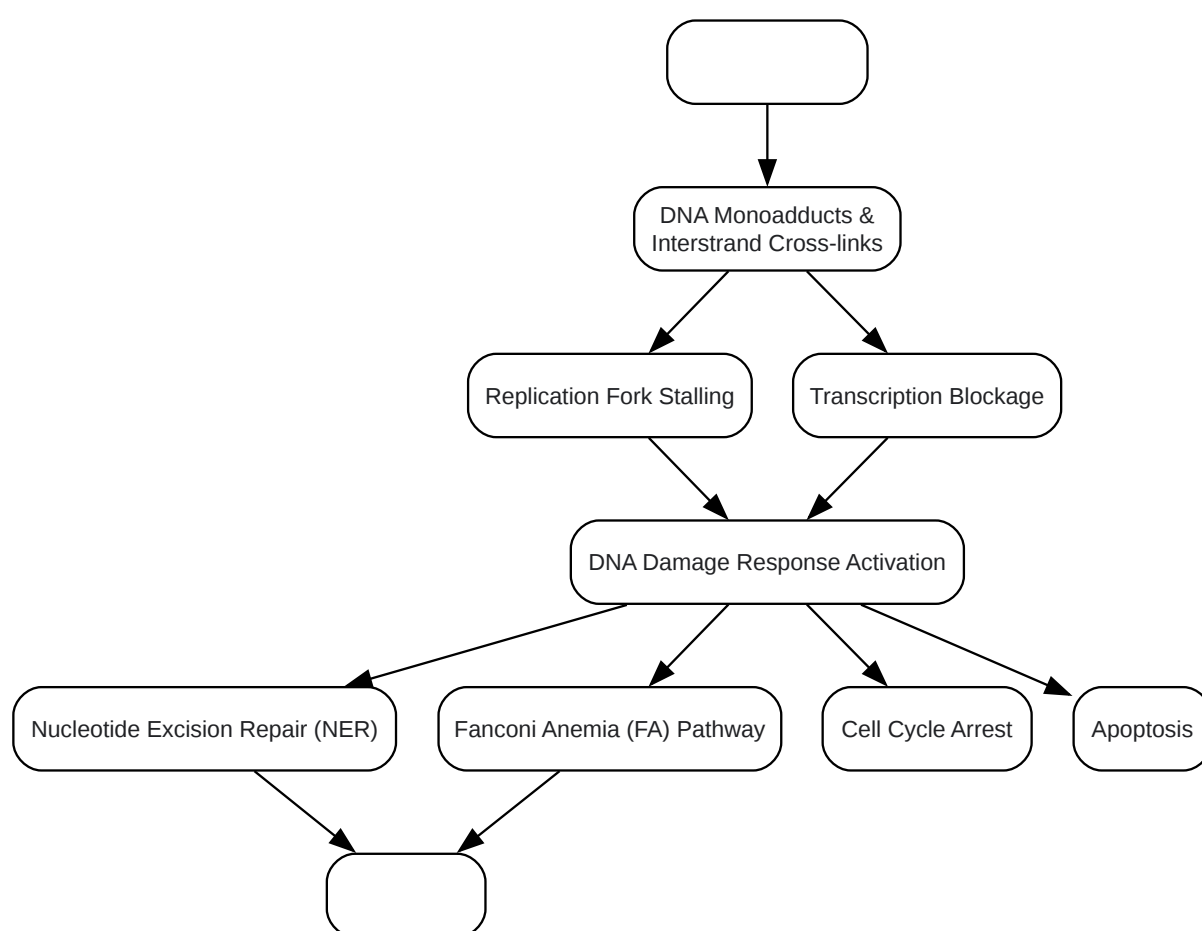 DNA Monoadducts &
Interstrand Cross-links
Replication Fork Stalling
Transcription Blockage
DNA Damage Response Activation
Nucleotide Excision Repair (NER)
Fanconi Anemia (FA) Pathway
Cell Cycle Arrest
Apoptosis